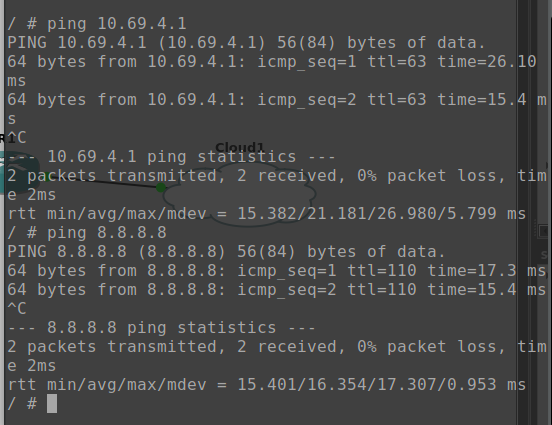 / # ping 10.69.4.1
PING 10.69.4.1 (10.69.4.1) 56(84) bytes of data.
64 bytes from 10.69.4.1: icmp_seq=1 ttl=63 time=26.10
ms
64 bytes from 10.69.4.1: icmp_seq=2 ttl=63 time=15.4 m
s
^C
Cloud1
--- 10.69.4.1 ping statistics ---
2 packets transmitted, 2 received, 0% packet loss, tim
e 2ms
rtt min/avg/max/mdev = 15.382/21.181/26.980/5.799 ms
/ # ping 8.8.8.8
PING 8.8.8.8 (8.8.8.8) 56(84) bytes of data.
64 bytes from 8.8.8.8: icmp_seq=1 ttl=110 time=17.3 ms
64 bytes from 8.8.8.8: icmp_seq=2 ttl=110 time=15.4 ms
^C
--- 8.8.8.8 ping statistics ---
2 packets transmitted, 2 received, 0% packet loss, tim
e 2ms
rtt min/avg/max/mdev = 15.401/16.354/17.307/0.953 ms
/ #